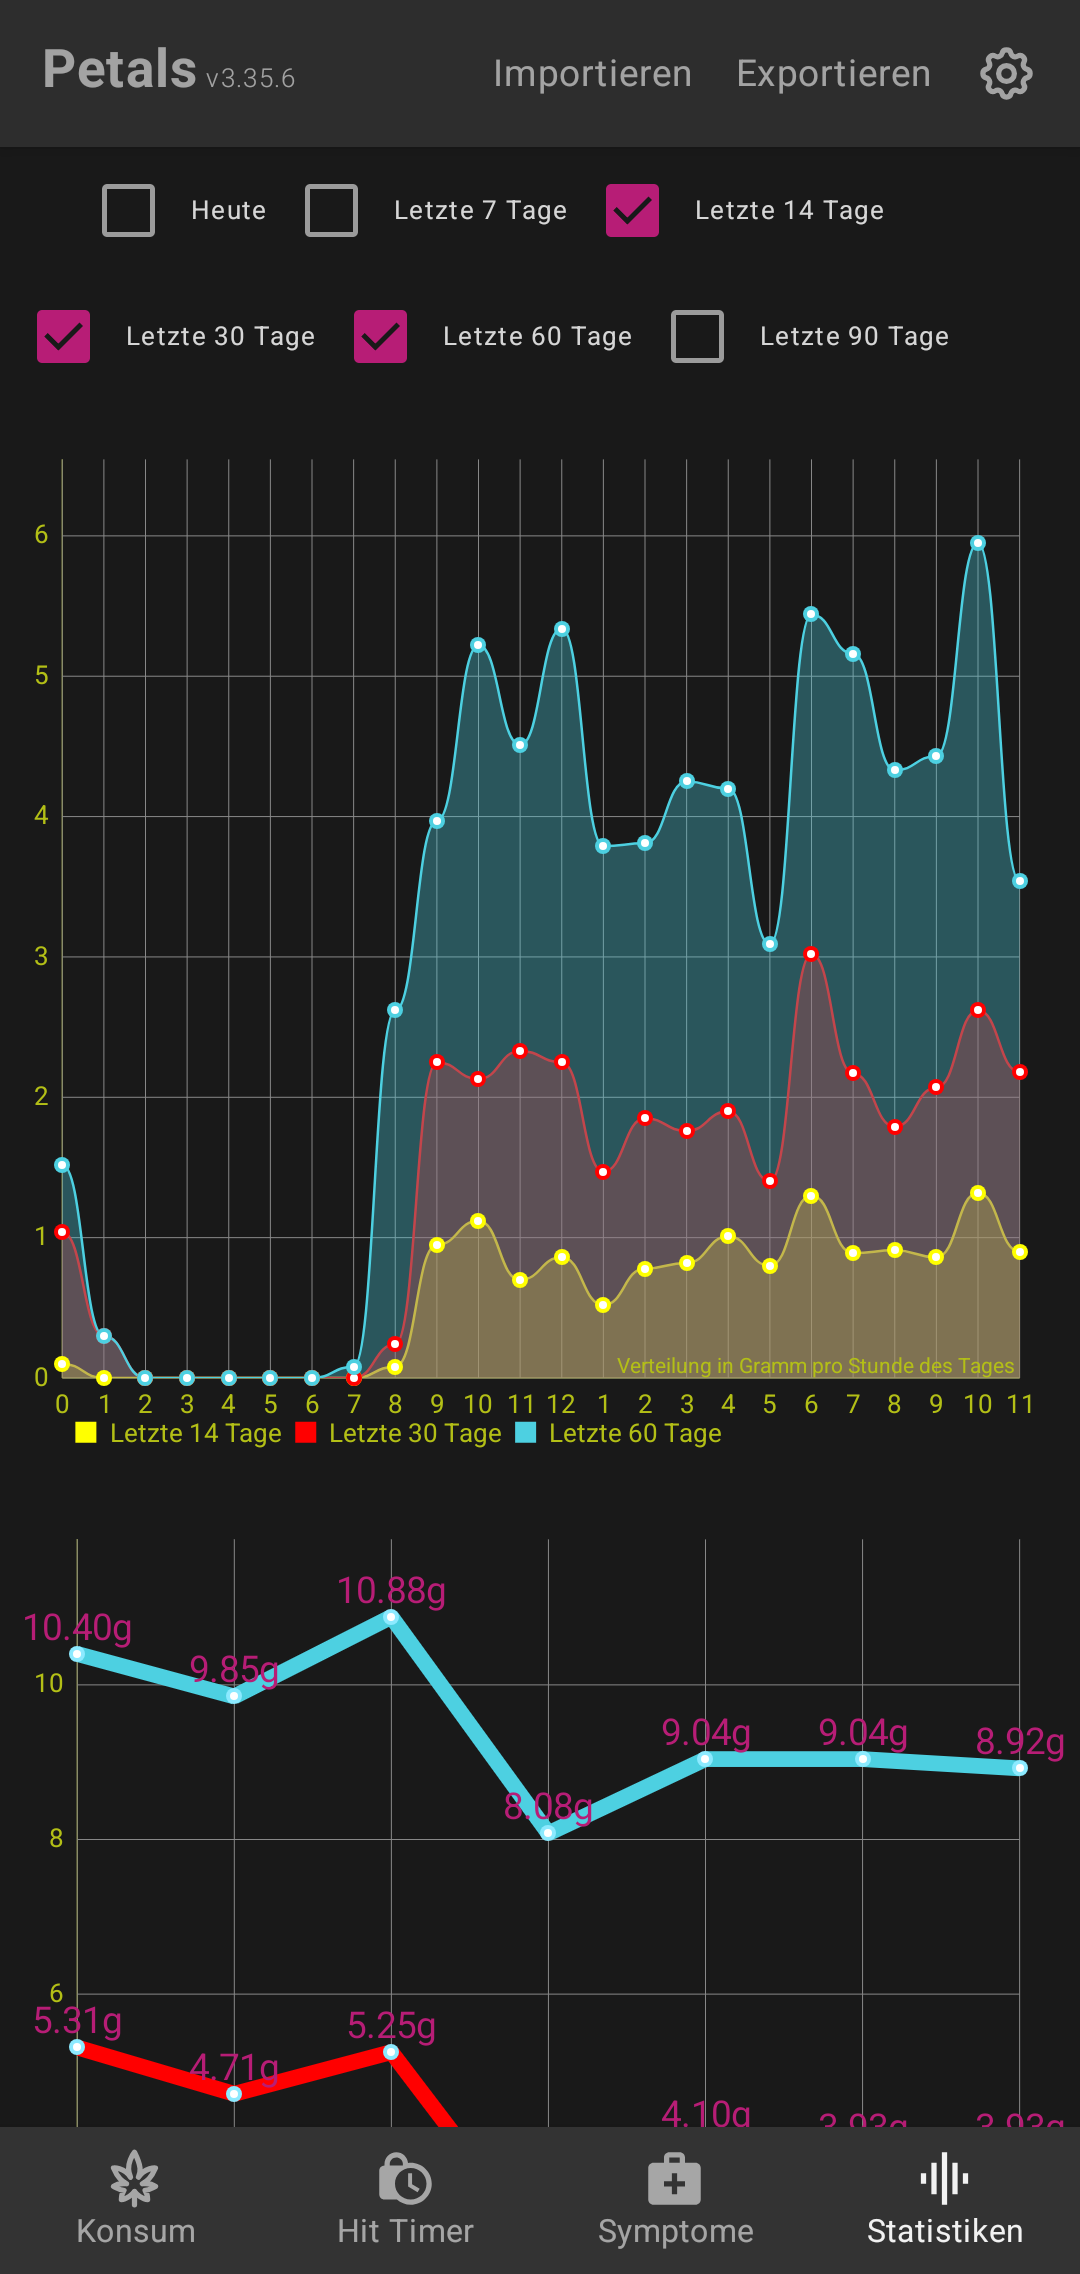 Petals v3.35.6 Importieren Exportieren
Heute Letzte 7 Tage Letzte 14 Tage
Letzte 30 Tage Letzte 60 Tage Letzte 90 Tage
6
5
4
3
2
1
0
Verteilung in Gramm pro Stunde des Tages
0 1 2 3 4 5 6 7 8 9 10 11 12 1 2 3 4 5 6 7 8 9 10 11
Letzte 14 Tage Letzte 30 Tage Letzte 60 Tage
10.88g
10.40g
9.85g
10
9.04g 9.04g 8.92g
8.08g
8
6
5.31g 5.25g
4.71g
4.10g 3.93g 3.93g
Konsum Hit Timer Symptome Statistiken